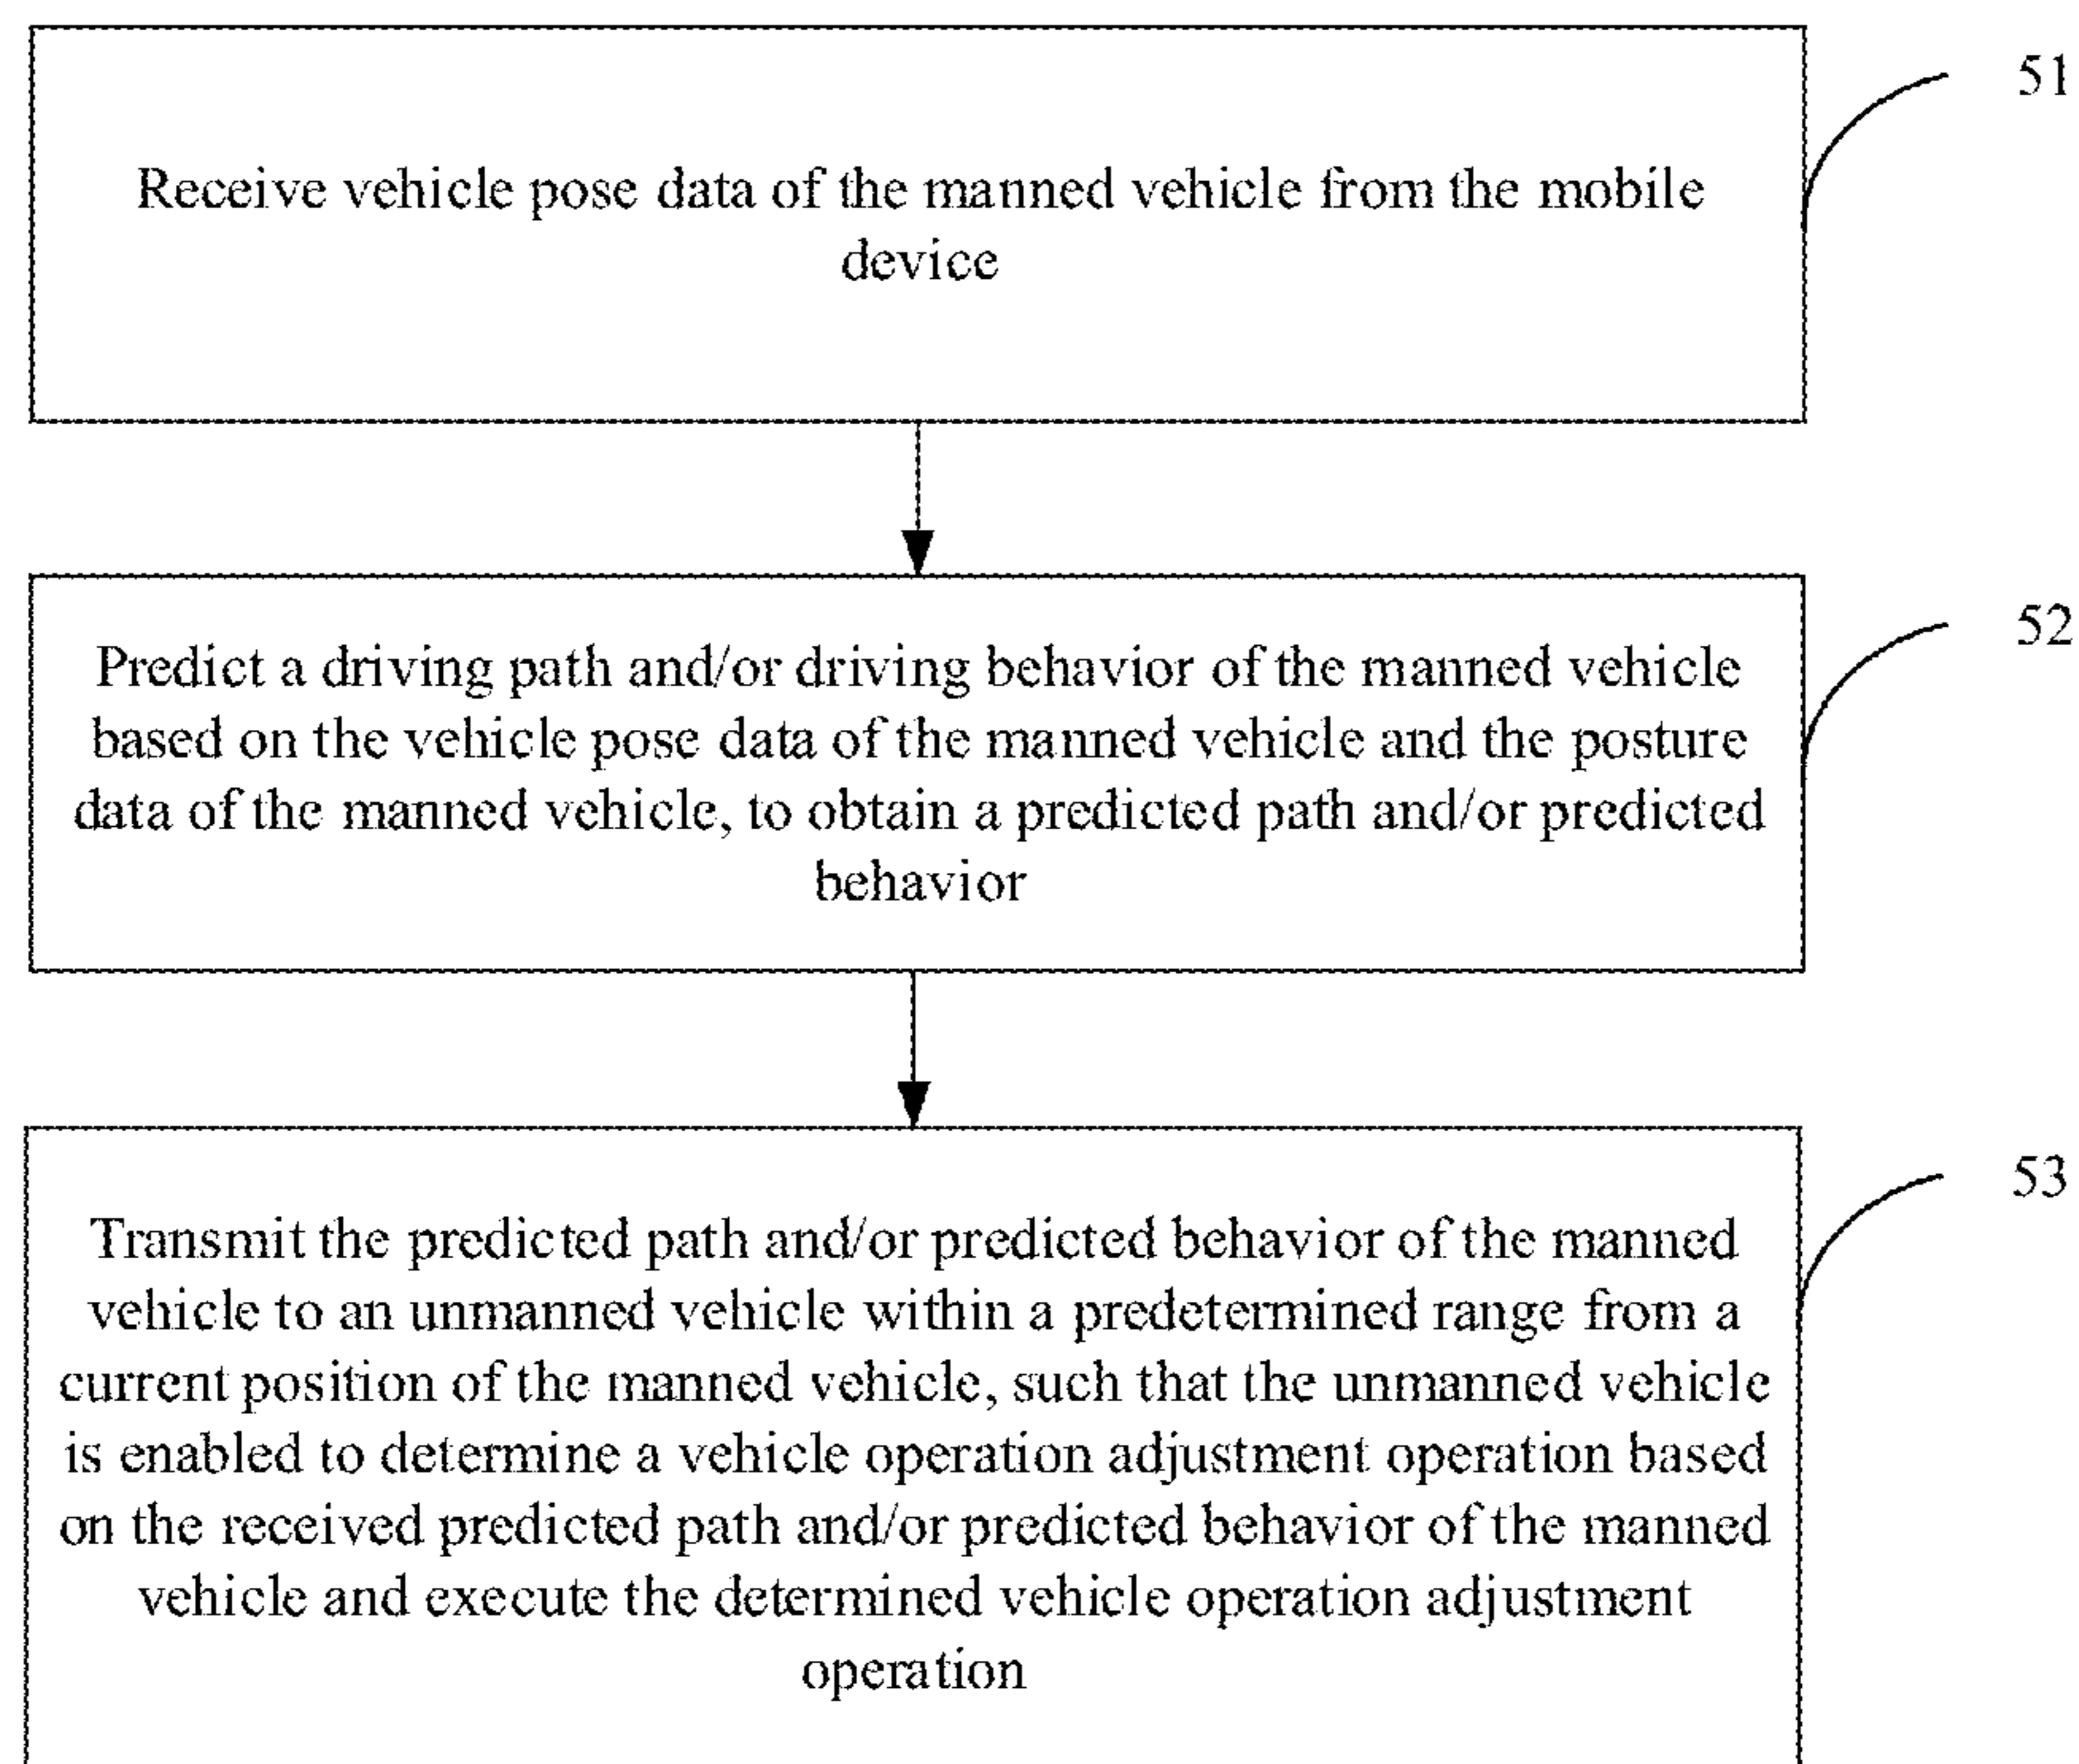 51
Receive vehicle pose data of the manned vehicle from the mobile
device
52
Predict a driving path and/or driving behavior of the manned vehicle
based on the vehicle pose data of the manned vehicle and the posture
data of the manned vehicle, to obtain a predicted path and/or predicted
behavior
53
Transmit the predicted path and/or predicted behavior of the manned
vehicle to an unmanned vehicle within a predetermined range from a
current position of the manned vehicle, such that the unmanned vehicle
is enabled to determine a vehicle operation adjustment operation based
on the received predicted path and/or predicted behavior of the manned
vehicle and execute the determined vehicle operation adjustment
operation